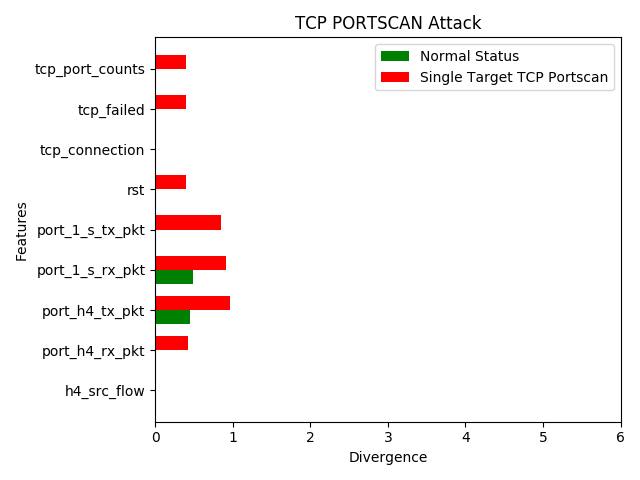 TCP PORTSCAN Attack
Normal Status
Single Target TCP Portscan
tcp_port_counts
tcp_failed
tcp_connection
rst
port_1_s_tx_pkt
port_1_s_rx_pkt
port_h4_tx_pkt
port_h4_rx_pkt
h4_src_flow
Features
0 1 2 3 4 5 6
Divergence